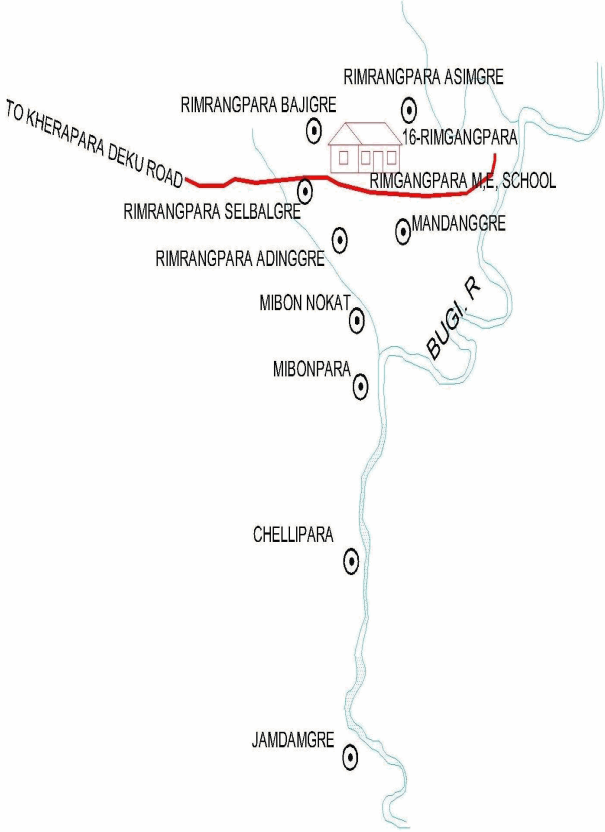 RIMRANGPARA ASIMGRE
RIMRANGPARA BAJIGRE
TO KHERAPARA DEKU ROAD
16-RIMGANGPARA
RIMGANGPARA M,E, SCHOOL
RIMRANGPARA SELBALGRE
MANDANGGRE
RIMRANGPARA ADINGGRE
BUGI. R
MIBON NOKAT
MIBONPARA
CHELLIPARA
JAMDAMGRE